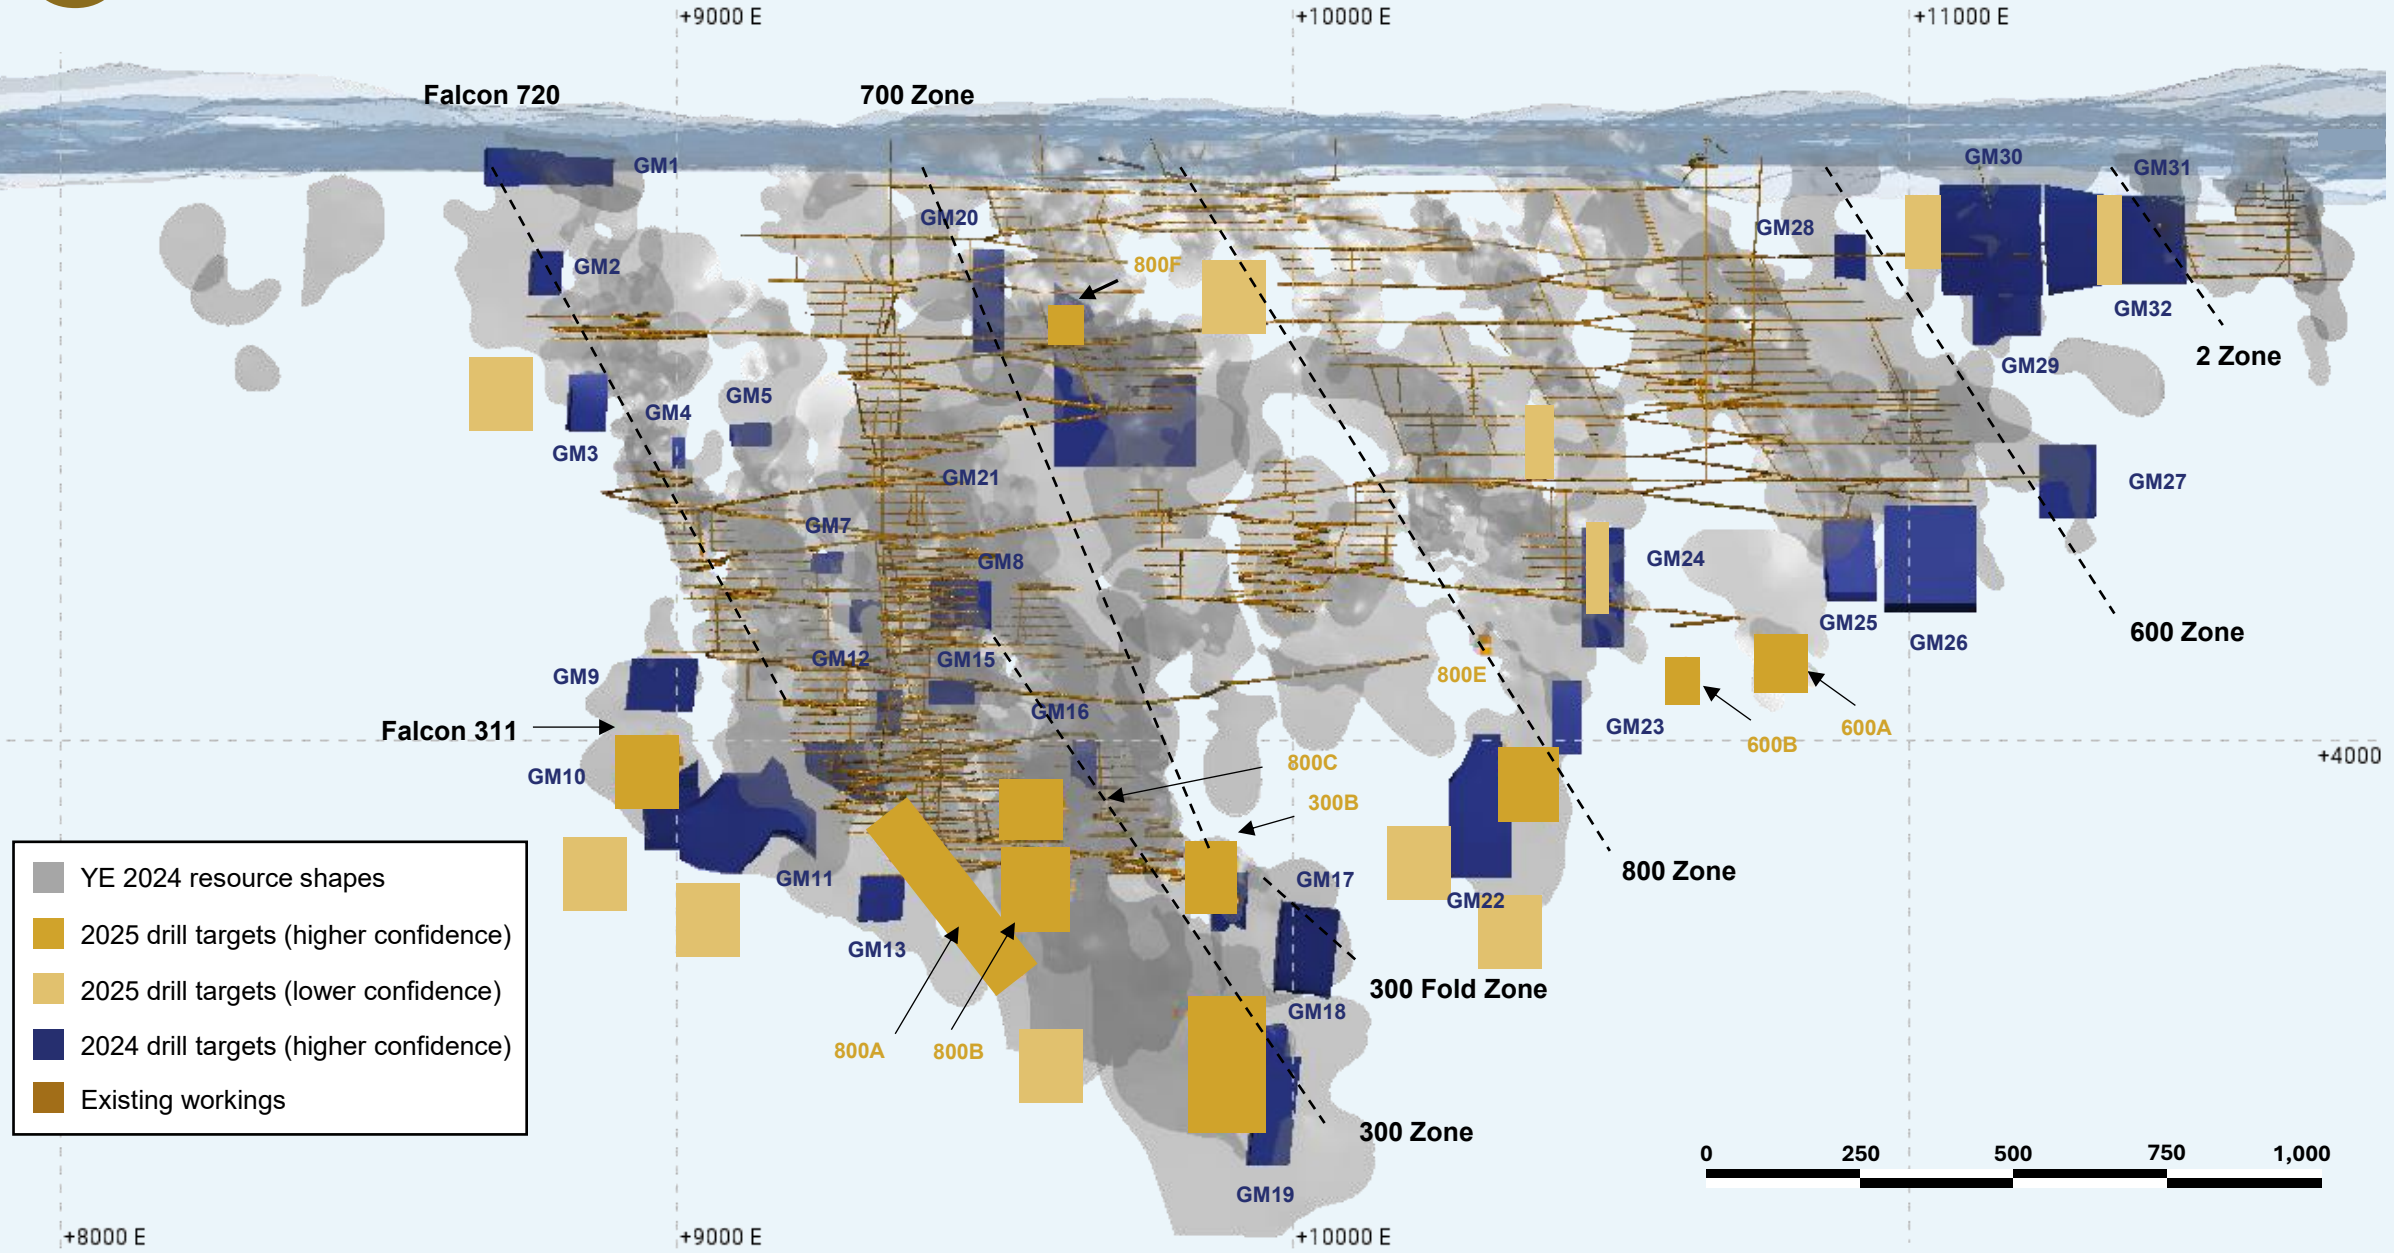 +9000 E
+10000 E
+11000 E
Falcon 720
700 Zone
GM1
GM30
GM31
GM20
GM28
GM2
800F
GM32
2 Zone
GM29
GM5
GM4
GM3
GM21
GM27
GM7
GM8
GM24
GM25
600 Zone
GM26
GM12
GM15
GM9
800E
GM16
Falcon 311
GM23
600A
600B
+4000
800C
GM10
300B
800 Zone
GM11
GM17
GM22
GM13
300 Fold Zone
GM18
800A
800B
300 Zone
GM19
YE 2024 resource shapes
2025 drill targets (higher confidence)
2025 drill targets (lower confidence)
2024 drill targets (higher confidence)
Existing workings
0 250 500 750 1,000
+8000 E
+9000 E
+10000 E